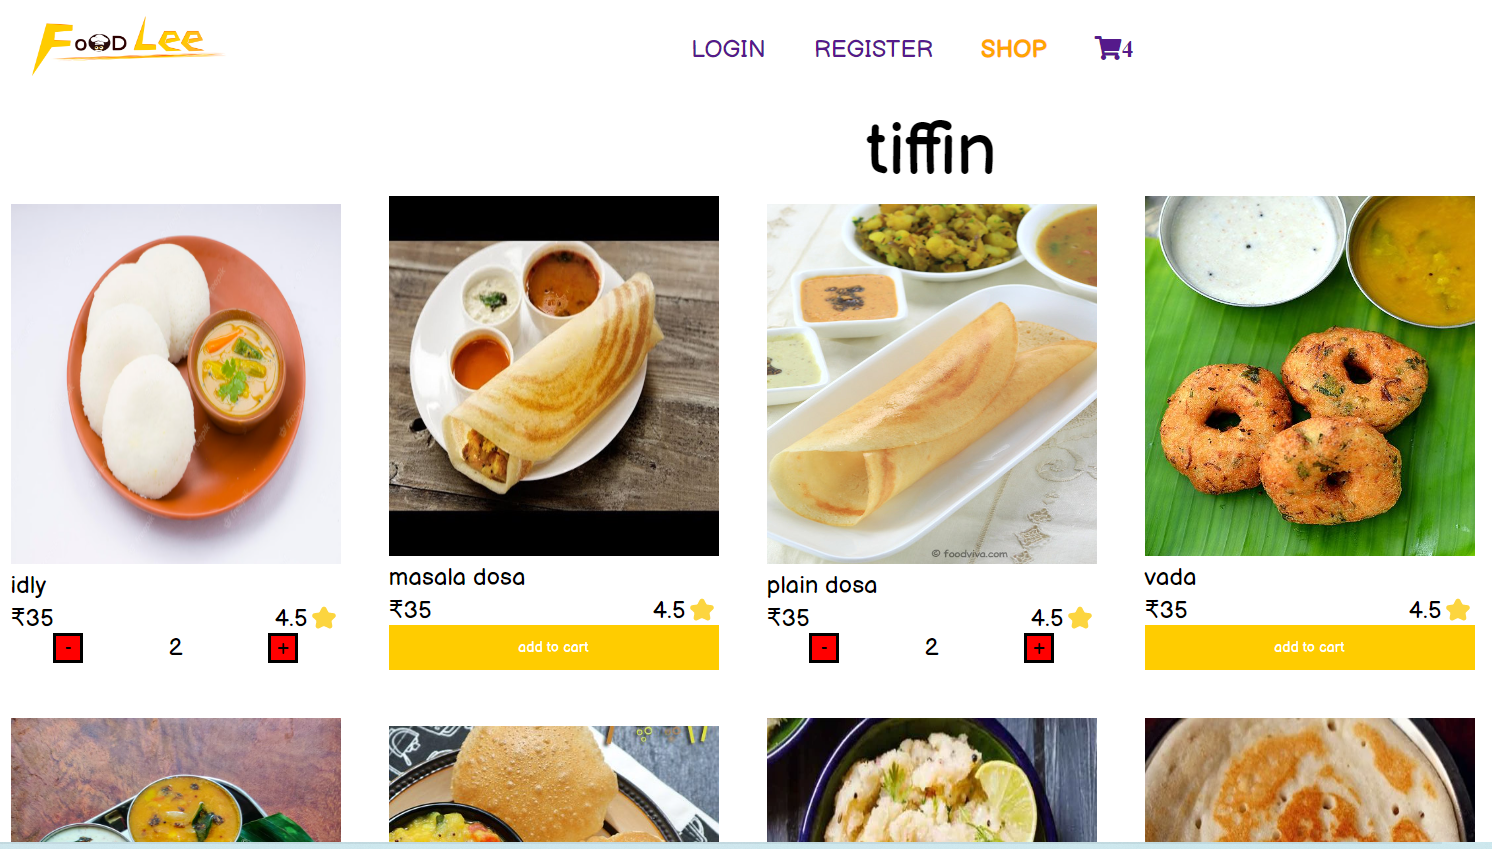 FooD Lee
LOGIN REGISTER SHOP 4
tiffin
idly
₹35 4.5
- 2 +
masala dosa
₹35 4.5
add to cart
© foodviva.com
plain dosa
₹35 4.5
- 2 +
vada
₹35 4.5
add to cart